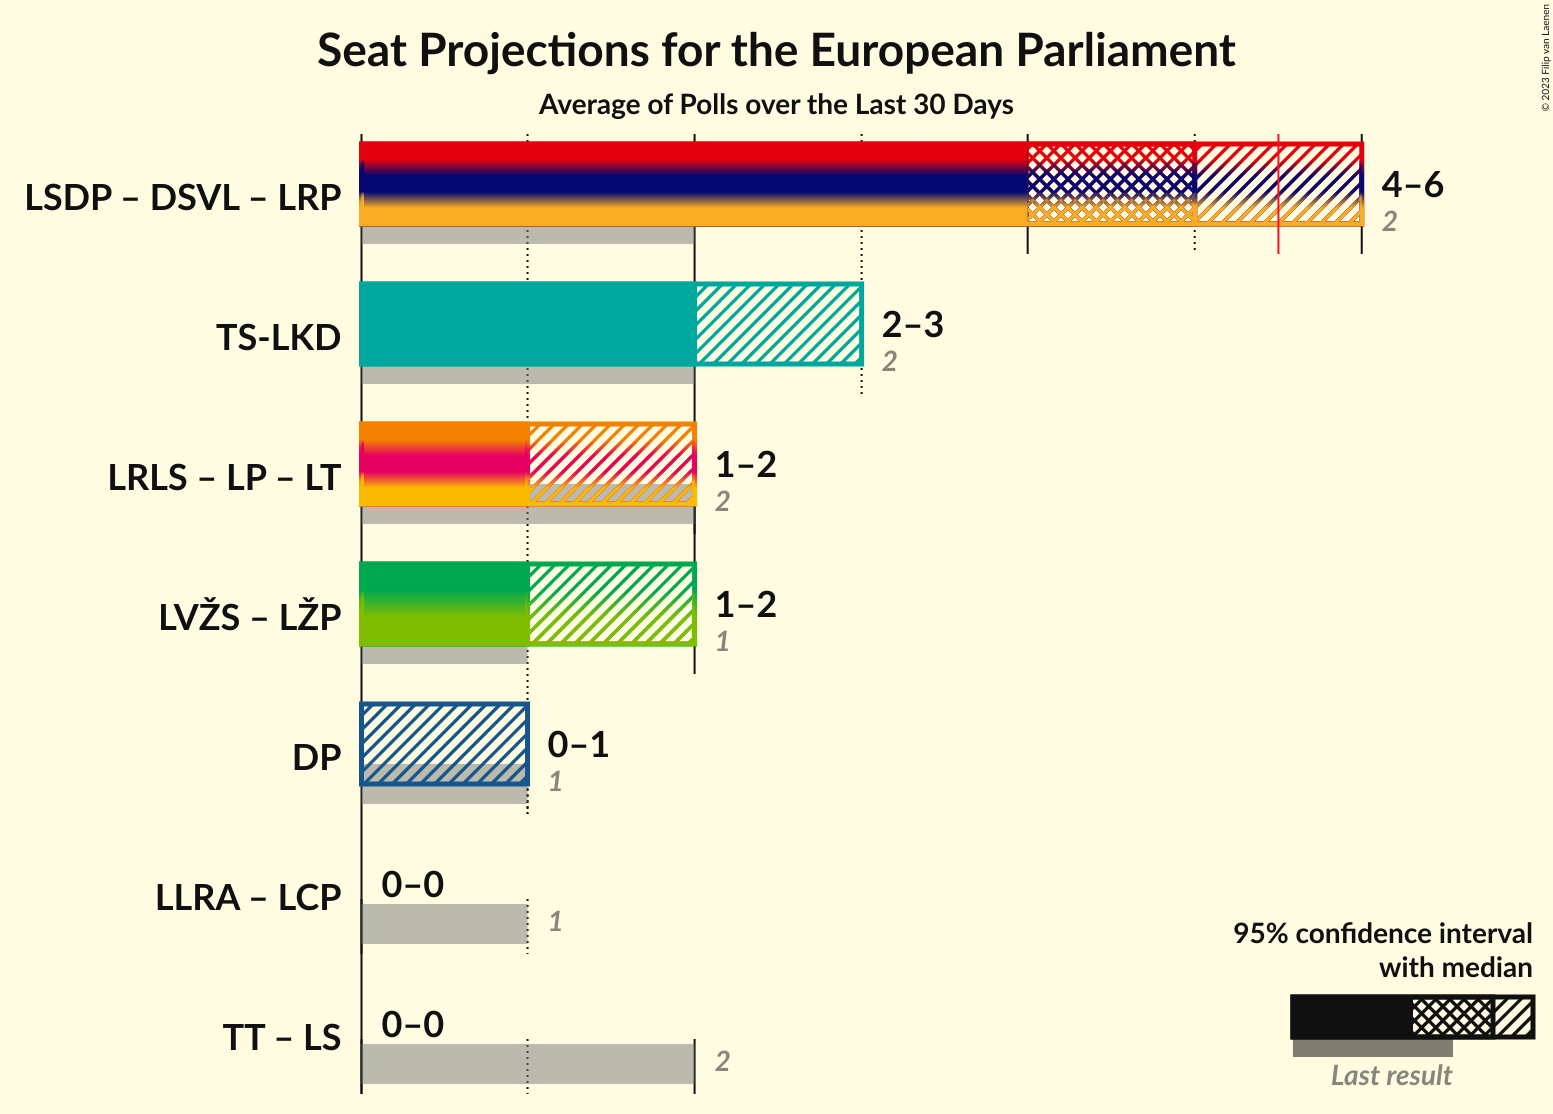 Seat Projections for the European Parliament
Average of Polls over the Last 30 Days
© 2023 Filip van Laenen
LSDP – DSVL – LRP
4–6
2
TS-LKD
2–3
2
LRLS – LP – LT
1–2
2
LVŽS – LŽP
1–2
1
DP
0–1
1
LLRA – LCP
0–0
1
TT – LS
0–0
2
95% confidence interval
with median
Last result